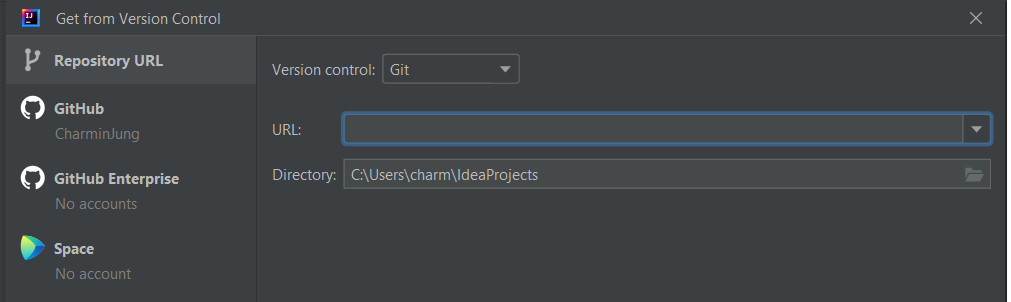 Get from Version Control
Repository URL
GitHub
CharminJung
GitHub Enterprise
No accounts
Space
No account
Version control: Git
URL:
Directory: C:\Users\charm\IdeaProjects